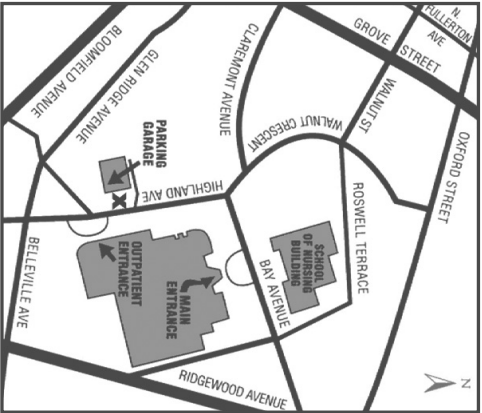 N.
FULLERTON
AVE
GROVE STREET
BLOOMFIELD AVENUE
GLEN RIDGE AVENUE
CLAREMONT AVENUE
WALNUT ST
WALNUT CRESCENT
OXFORD STREET
PARKING
GARAGE
X
HIGHLAND AVE
ROSWELL TERRACE
SCHOOL
OF NURSING
BUILDING
BELLEVILLE AVE
OUTPATIENT
ENTRANCE
MAIN
ENTRANCE
BAY AVENUE
RIDGEWOOD AVENUE
N